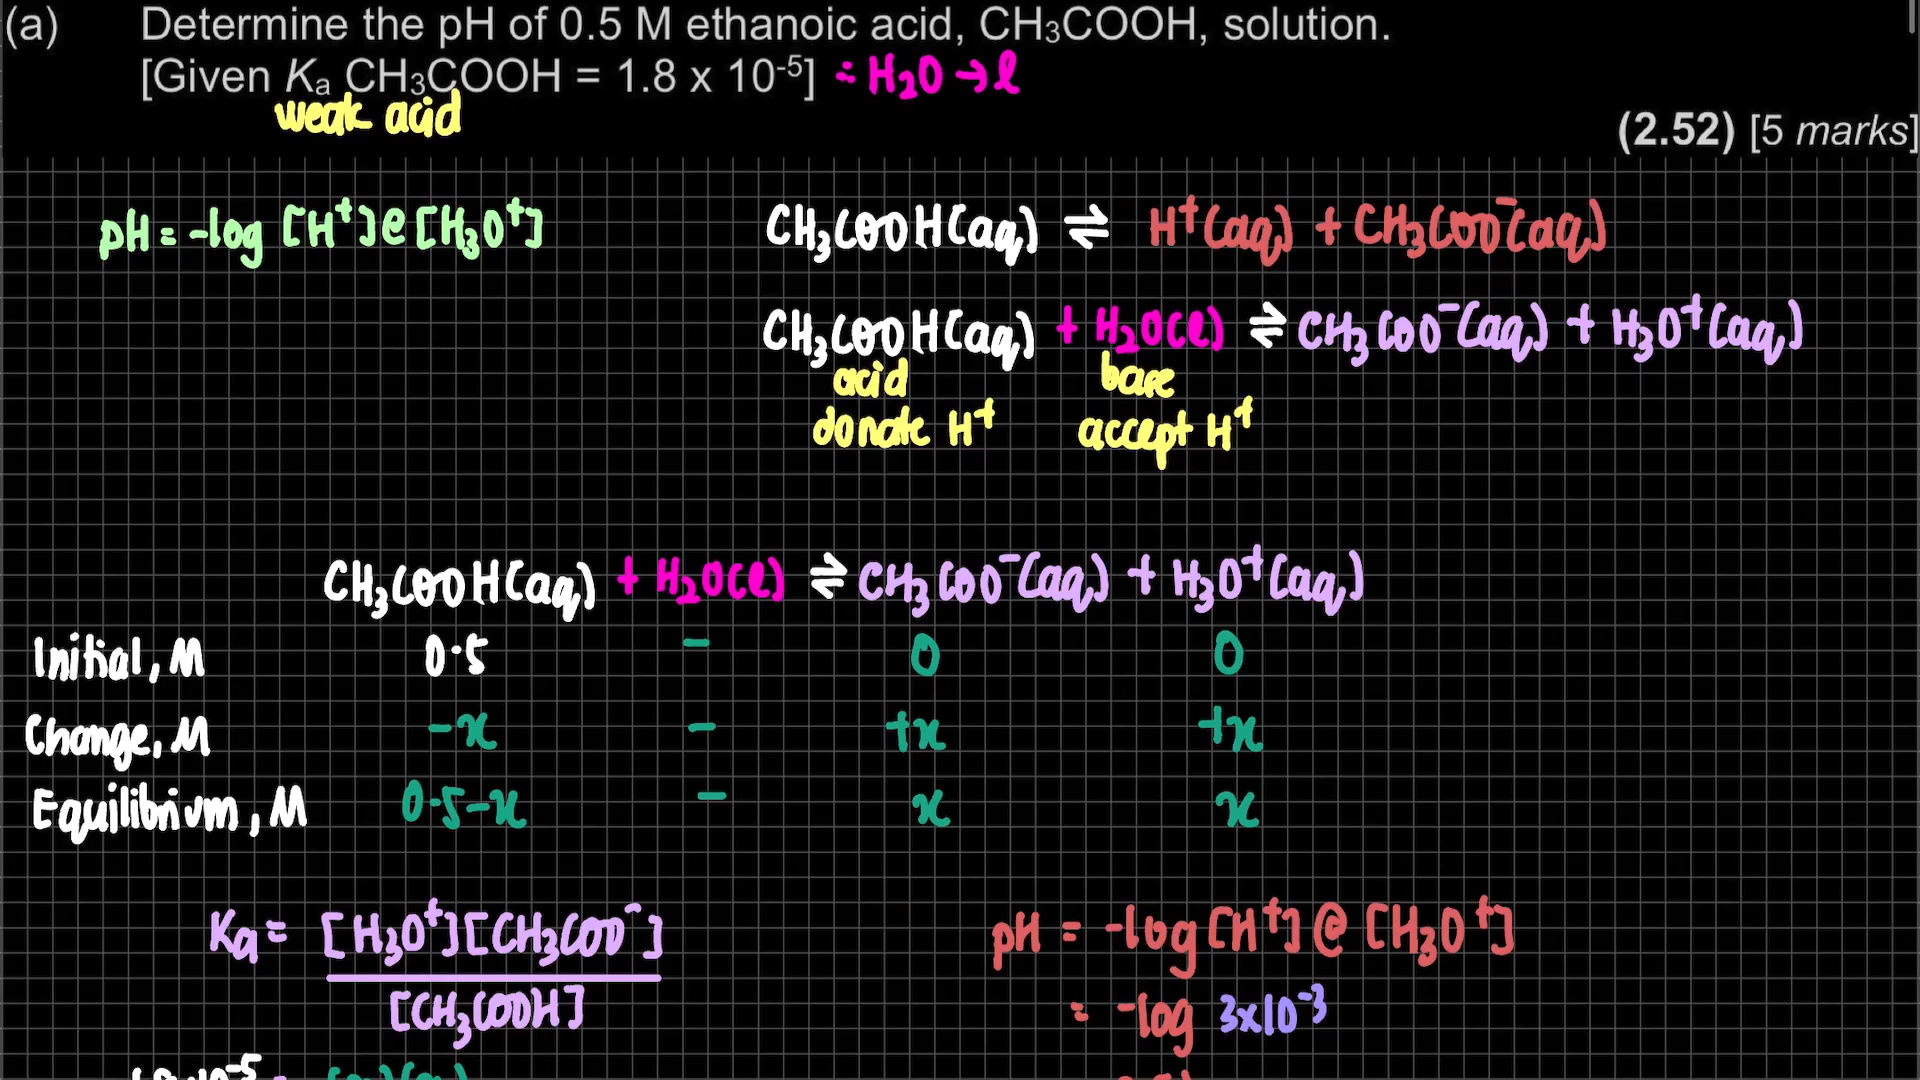 (a) Determine the pH of 0.5 M ethanoic acid, CH₃COOH, solution.
[Given Kₐ CH₃COOH = 1.8 x 10⁻⁵] ∴ H₂O → l
weak acid
(2.52) [5 marks]
pH = -log [H⁺] @ [H₃O⁺]
CH₃COOH(aq) ⇌ H⁺(aq) + CH₃COO⁻(aq)
CH₃COOH(aq) + H₂O(l) ⇌ CH₃COO⁻(aq) + H₃O⁺(aq)
acid base
donate H⁺ accept H⁺
CH₃COOH(aq) + H₂O(l) ⇌ CH₃COO⁻(aq) + H₃O⁺(aq)
Initial, M 0.5 - 0 0
Change, M -x - +x +x
Equilibrium, M 0.5-x - x x
Ka = [H₃O⁺][CH₃COO⁻]
[CH₃COOH]
pH = -log [H⁺] @ [H₃O⁺]
= -log 3x10⁻³